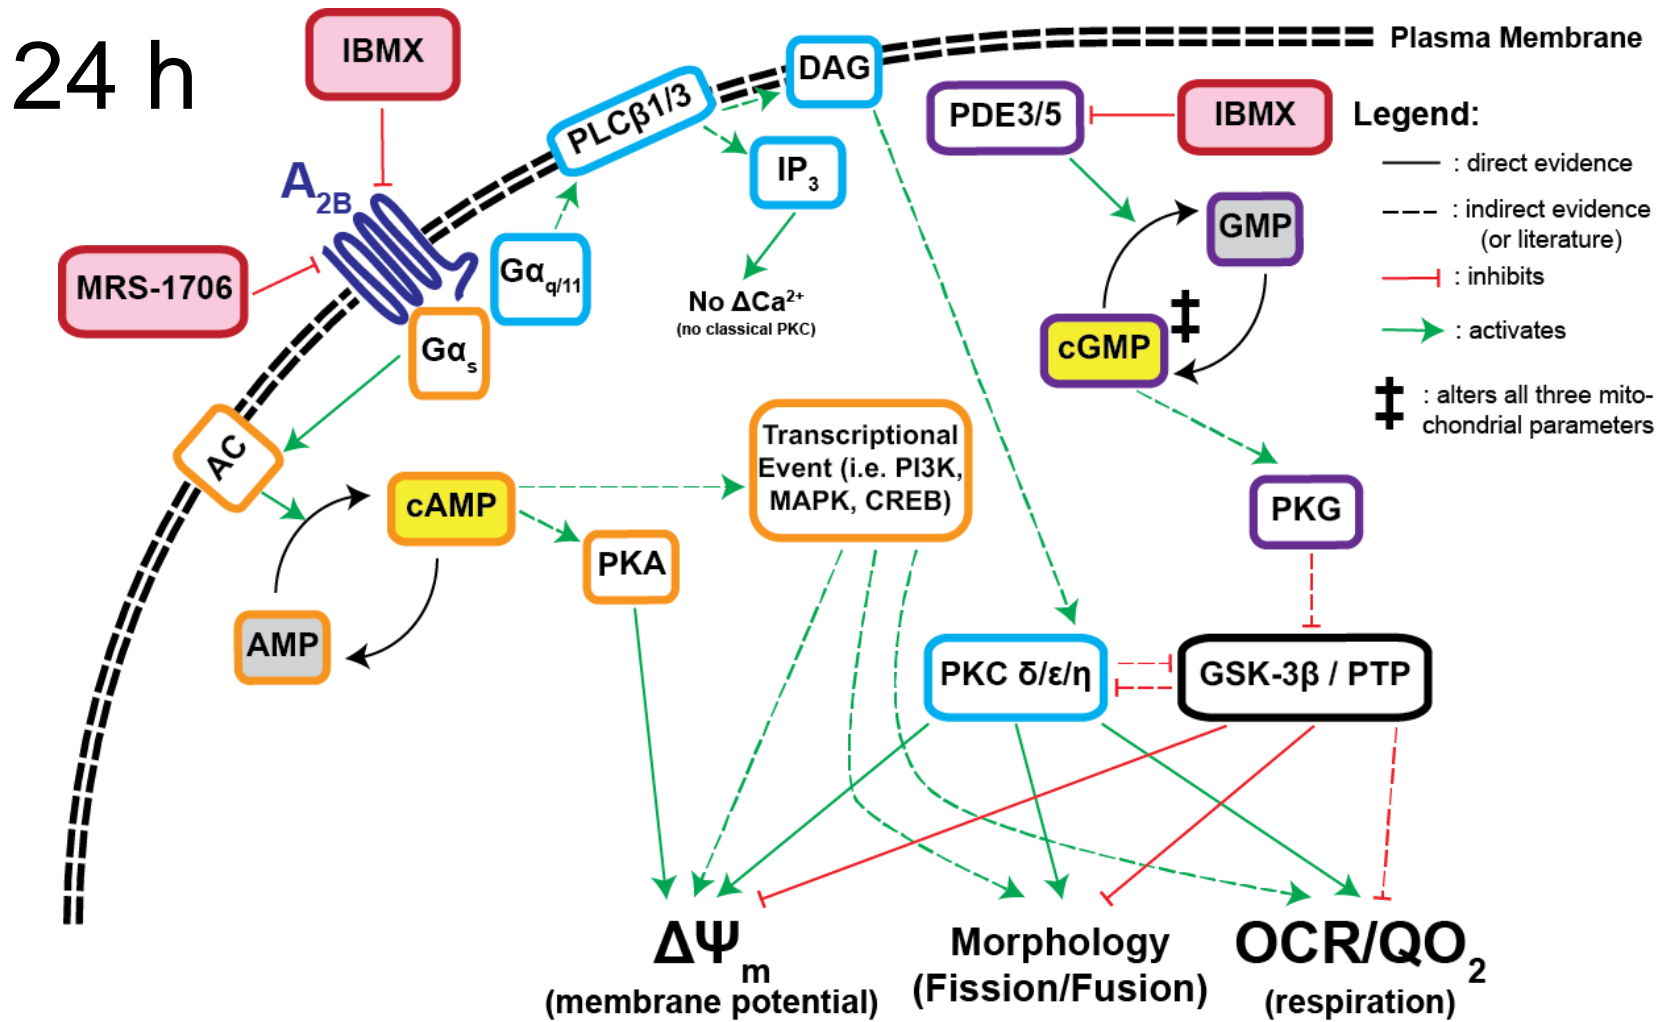 24 h
IBMX
Plasma Membrane
DAG
PLCβ1/3
PDE3/5
IBMX
Legend:
: direct evidence
: indirect evidence
(or literature)
: inhibits
: activates
‡ : alters all three mito-
chondrial parameters
IP3
A2B
GMP
MRS-1706
Gαq/11
No ΔCa2+
(no classical PKC)
‡
cGMP
Gαs
AC
Transcriptional
Event (i.e. PI3K,
MAPK, CREB)
cAMP
PKG
PKA
AMP
PKC δ/ε/η
GSK-3β / PTP
ΔΨm
(membrane potential)
Morphology
(Fission/Fusion)
OCR/QO2
(respiration)